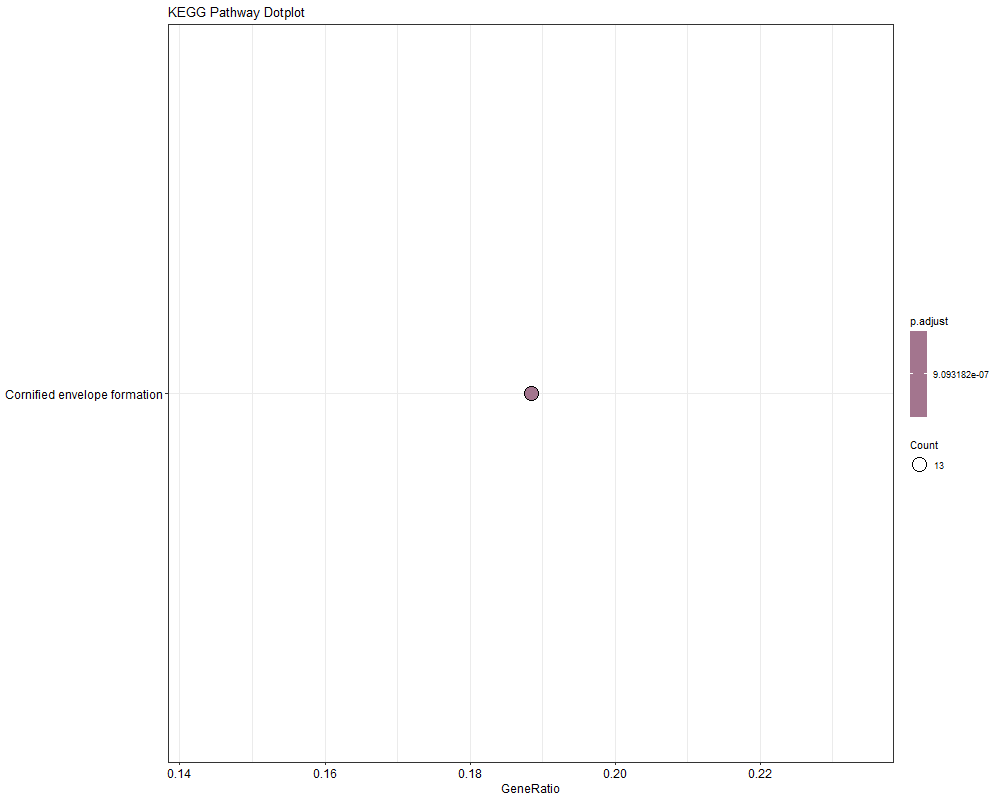 KEGG Pathway Dotplot
p.adjust
9.093182e-07
Cornified envelope formation
Count
13
0.14 0.16 0.18 0.20 0.22
GeneRatio